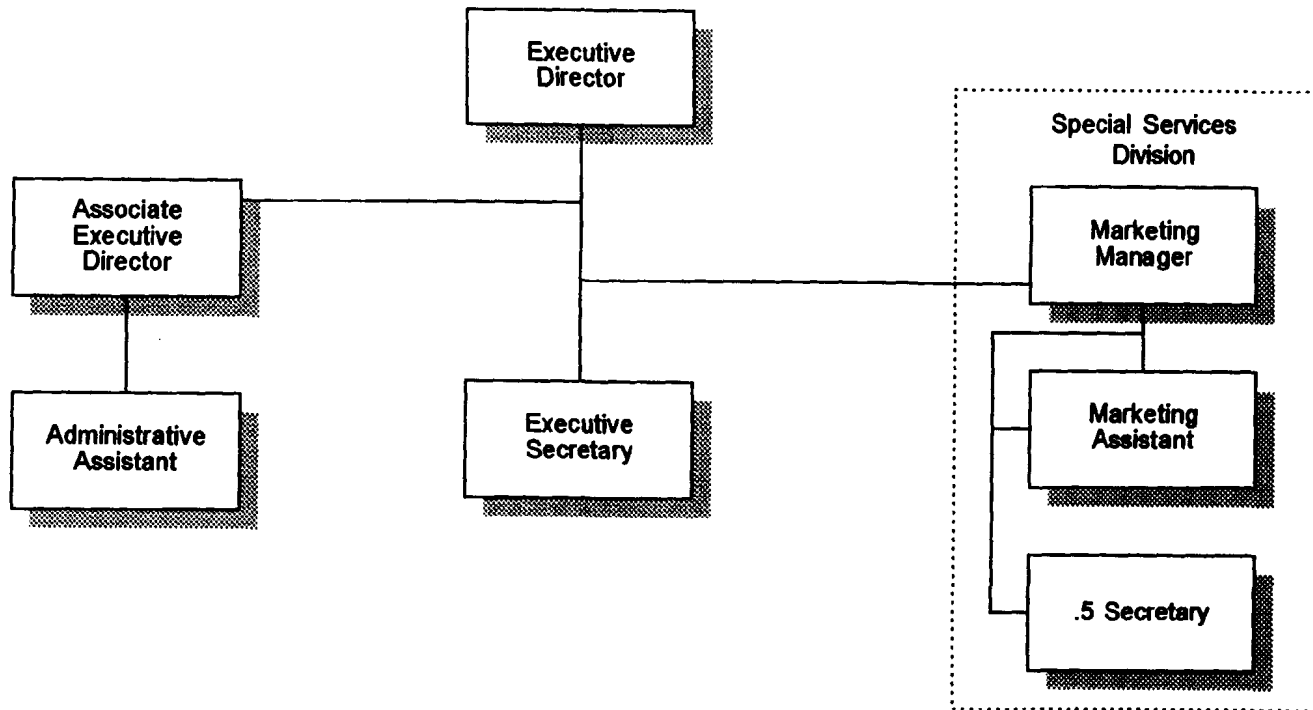 Executive
Director
Special Services
Division
Associate
Executive
Director
Marketing
Manager
Administrative
Assistant
Executive
Secretary
Marketing
Assistant
.5 Secretary